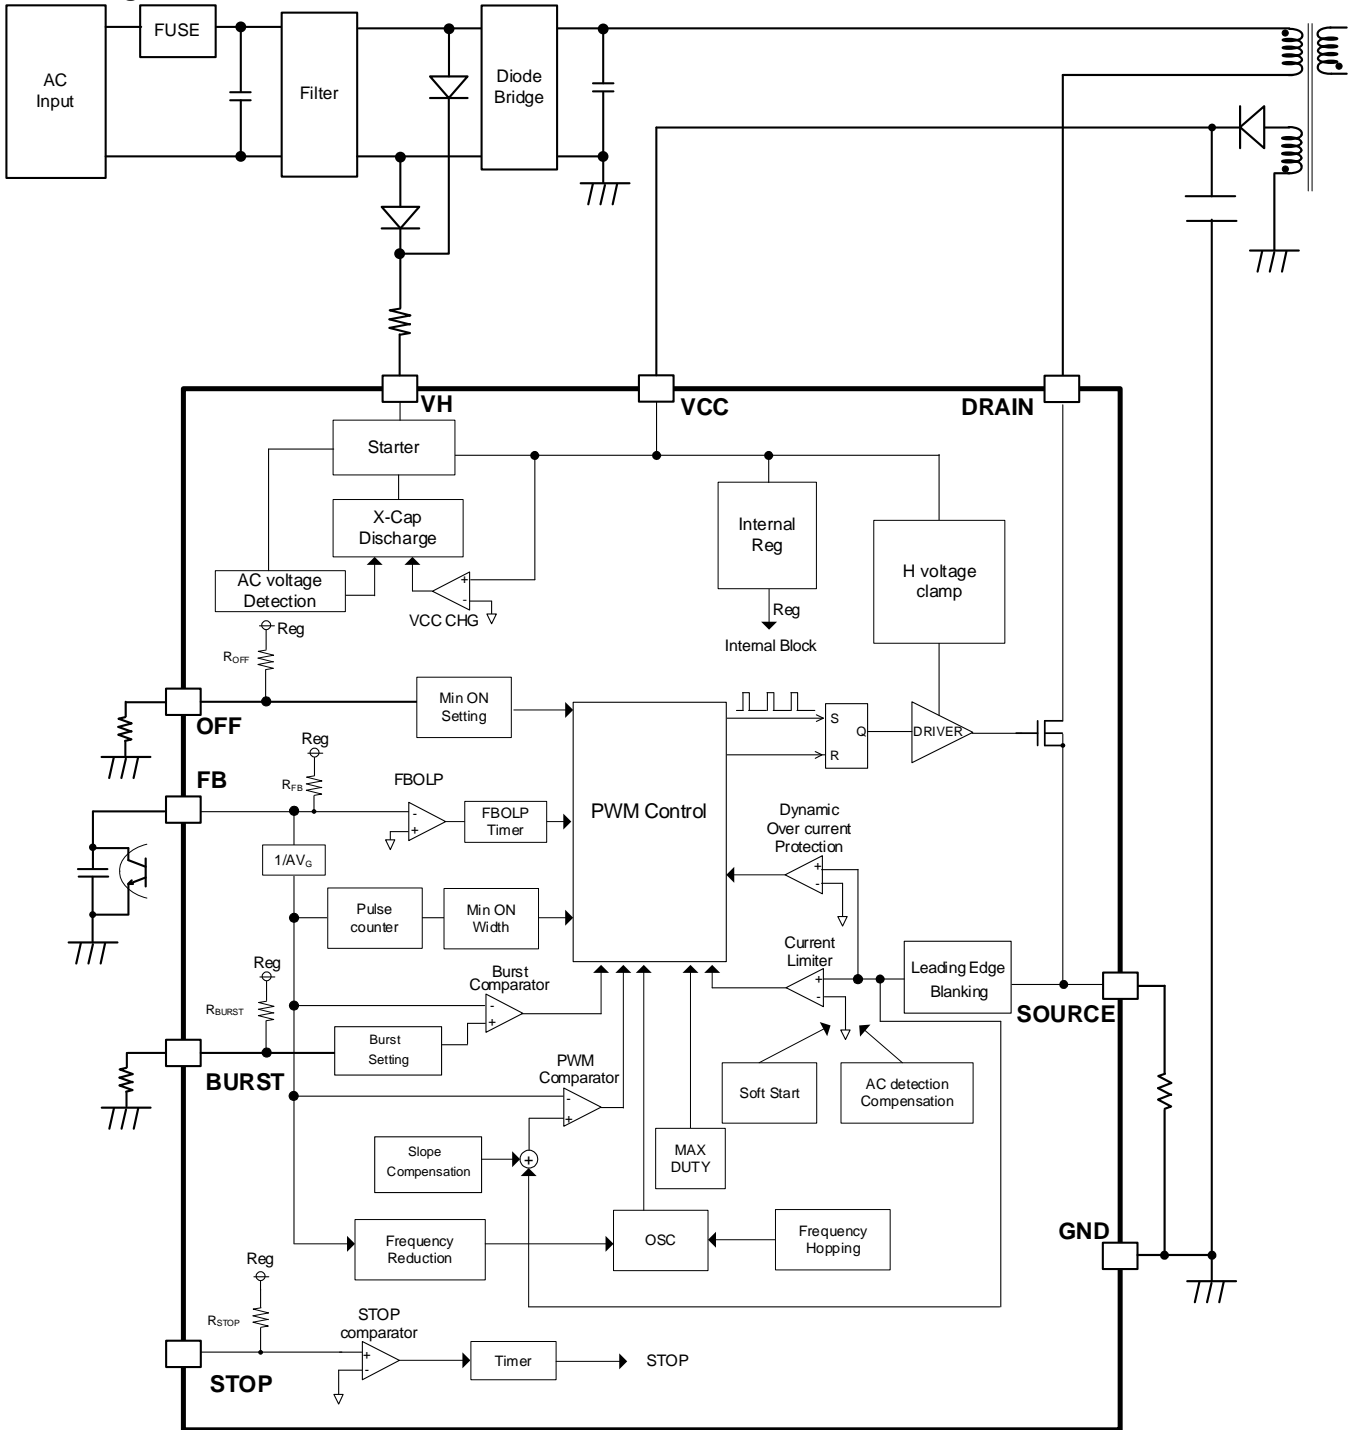 FUSE
AC
Input
Filter
Diode
Bridge
VH
VCC
DRAIN
Starter
X-Cap
Discharge
Internal
Reg
H voltage
clamp
AC voltage
Detection
VCC CHG
Reg
Internal Block
Reg
ROFF
OFF
Min ON
Setting
S
Q
R
DRIVER
Reg
RFB
FB
FBOLP
FBOLP
Timer
PWM Control
Dynamic
Over current
Protection
1/AVG
Pulse
counter
Min ON
Width
Current
Limiter
Leading Edge
Blanking
SOURCE
Reg
RBURST
Burst
Comparator
BURST
Burst
Setting
PWM
Comparator
Soft Start
AC detection
Compensation
Slope
Compensation
MAX
DUTY
Frequency
Reduction
OSC
Frequency
Hopping
GND
Reg
RSTOP
STOP
comparator
STOP
Timer
STOP